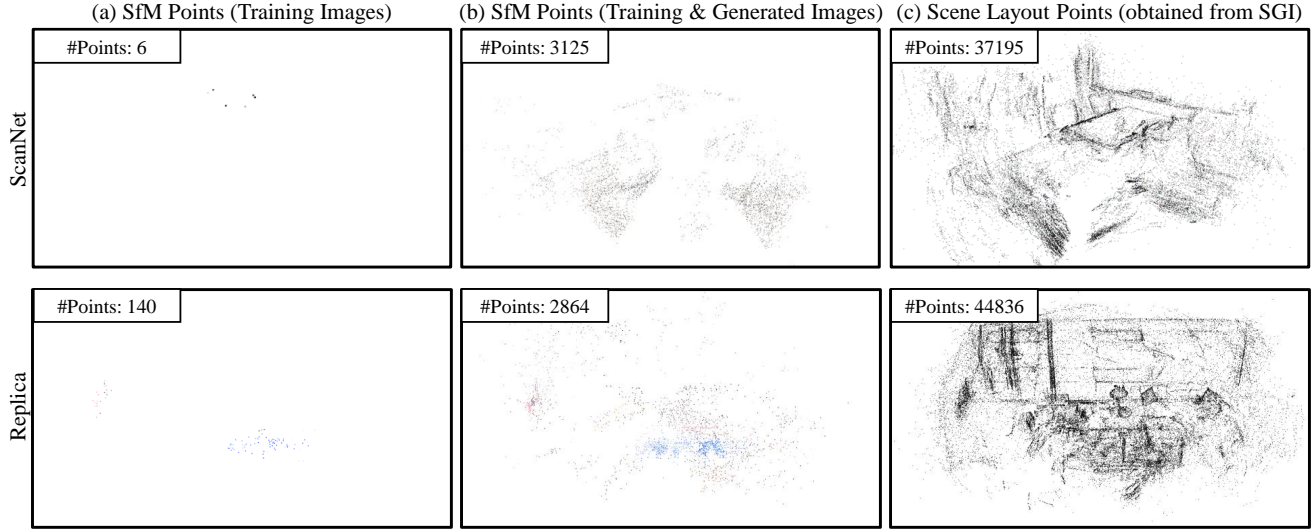 (a) SfM Points (Training Images)
(b) SfM Points (Training & Generated Images)
(c) Scene Layout Points (obtained from SGI)
ScanNet
#Points: 6
#Points: 3125
#Points: 37195
Replica
#Points: 140
#Points: 2864
#Points: 44836